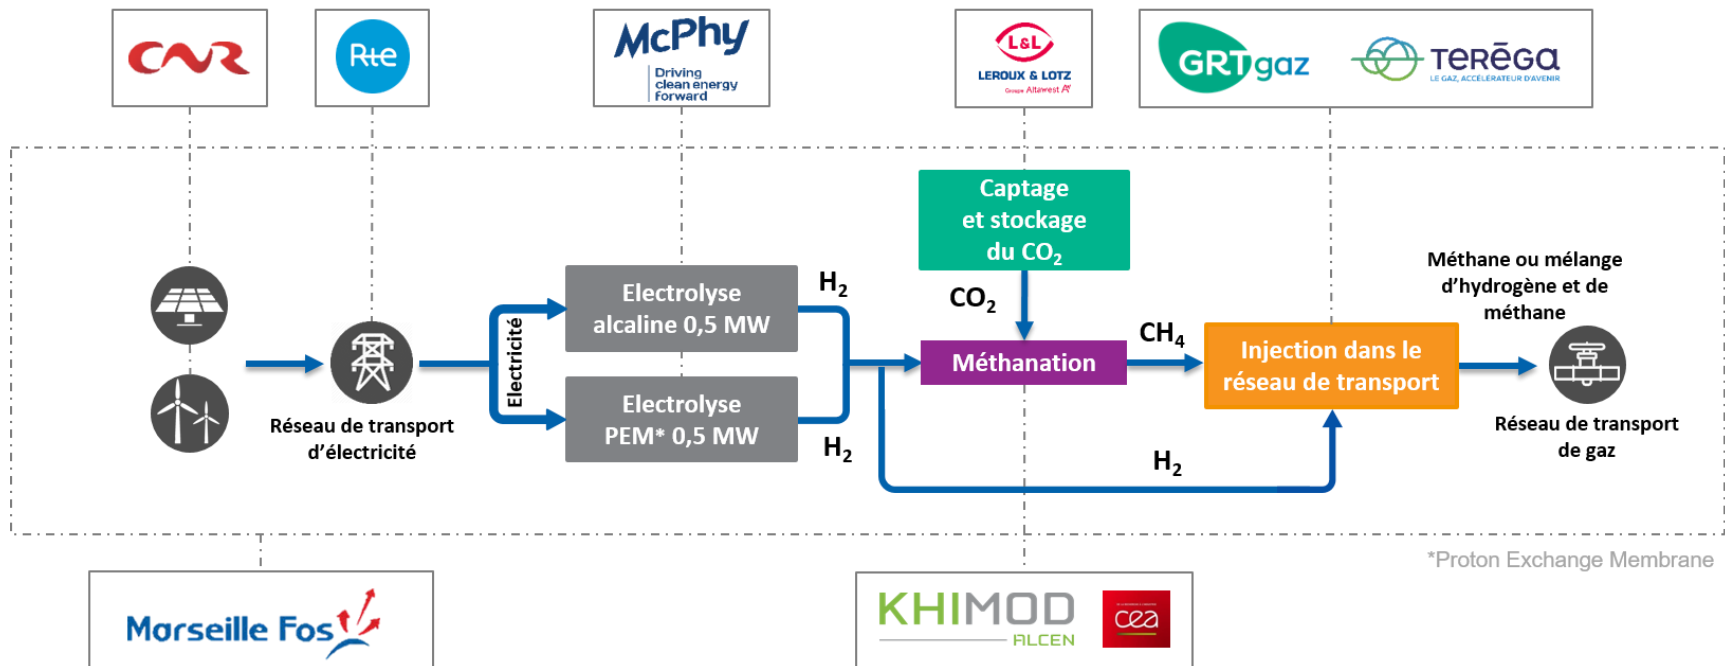 CNR
Rte
McPhy
Driving
clean energy
forward
L&L
LEROUX & LOTZ
Groupe Altawest
GRTgaz
TERĒGA
LE GAZ, ACCÉLÉRATEUR D'AVENIR
Captage
et stockage
du CO₂
Electrolyse
alcaline 0,5 MW
H₂
CO₂
Méthane ou mélange
d'hydrogène et de
méthane
Electricité
Méthanation
CH₄
Injection dans le
réseau de transport
Réseau de transport
d'électricité
Electrolyse
PEM* 0,5 MW
H₂
H₂
Réseau de transport
de gaz
*Proton Exchange Membrane
Marseille Fos
KHIMOD
ALCEN
cea